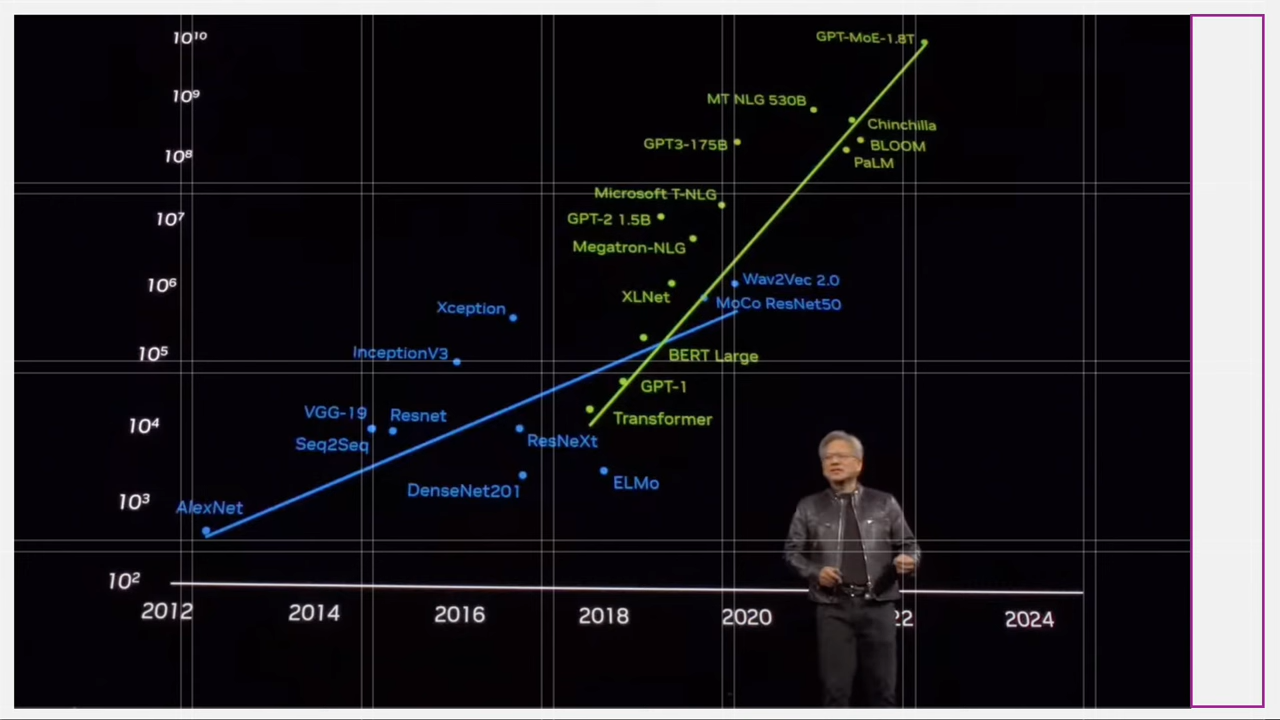 10¹⁰
GPT-MoE-1.8T
10⁹
MT NLG 530B
Chinchilla
GPT3-175B
BLOOM
10⁸
PaLM
Microsoft T-NLG
10⁷
GPT-2 1.5B
Megatron-NLG
10⁶
Wav2Vec 2.0
XLNet
MoCo ResNet50
Xception
10⁵
InceptionV3
BERT Large
GPT-1
VGG-19
Resnet
Transformer
10⁴
Seq2Seq
ResNeXt
DenseNet201
ELMo
10³
AlexNet
10²
2012 2014 2016 2018 2020 22 2024